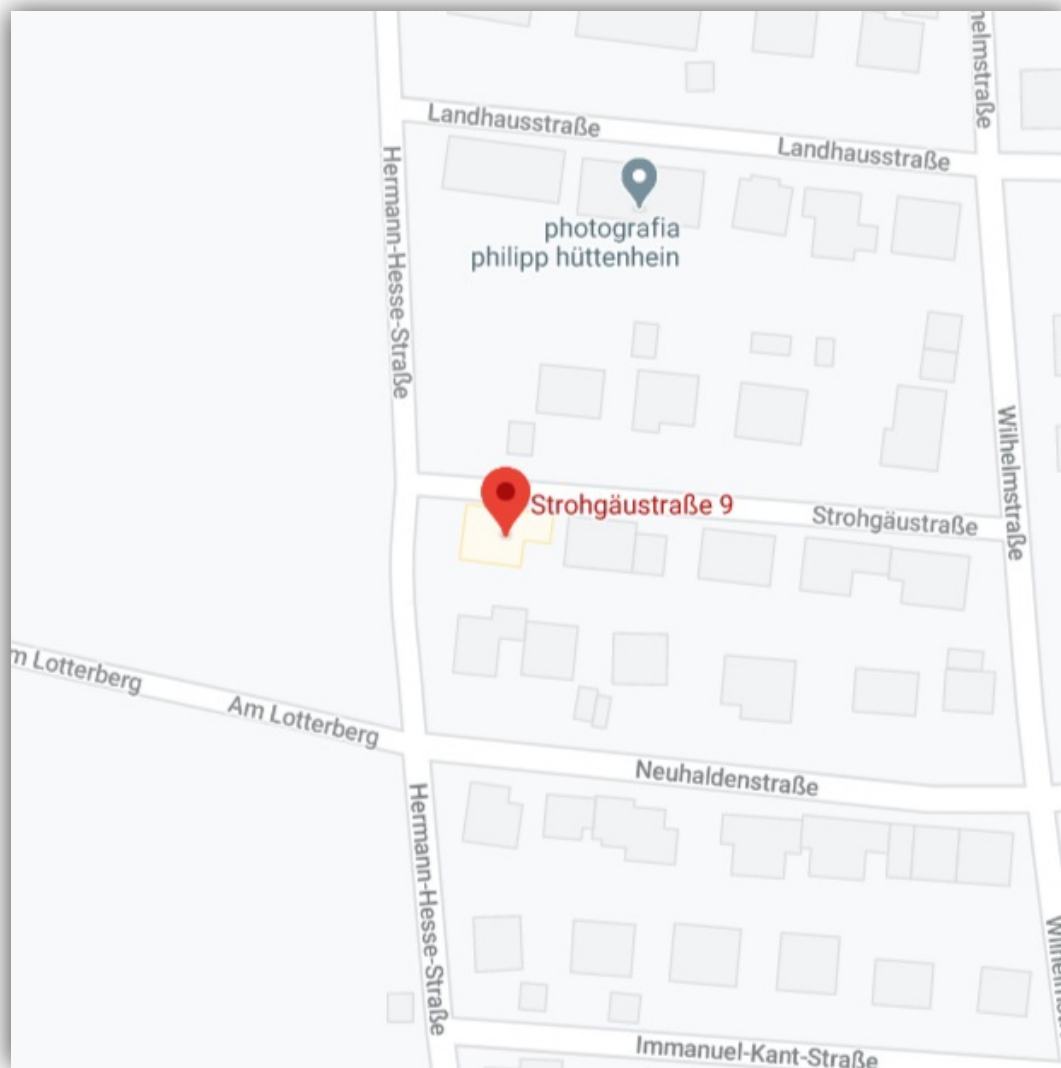 helmstraße
Landhausstraße
Landhausstraße
Hermann-Hesse-Straße
photografia
philipp hüttenhein
Wilhelmstraße
Strohgäustraße 9
Strohgäustraße
m Lotterberg
Am Lotterberg
Neuhaldenstraße
Hermann-Hesse-Straße
Immanuel-Kant-Straße